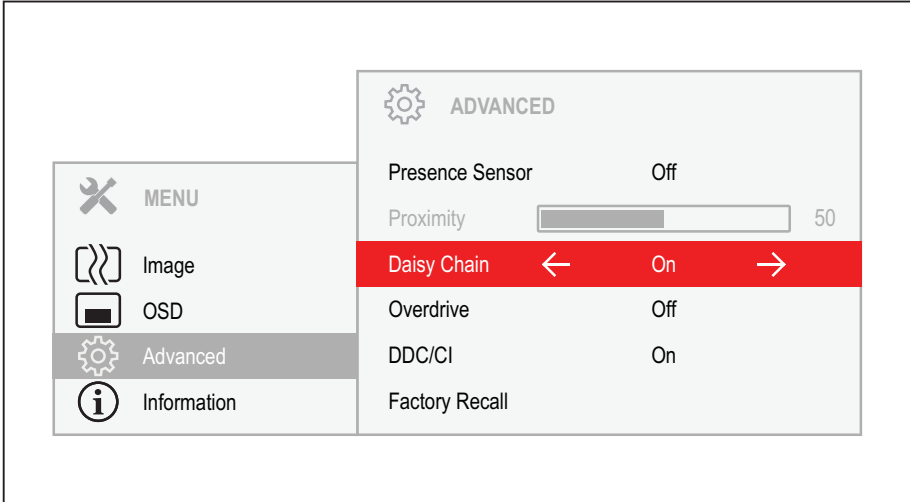 MENU
Image
OSD
Advanced
Information
ADVANCED
Presence Sensor Off
Proximity 50
Daisy Chain On
Overdrive Off
DDC/CI On
Factory Recall